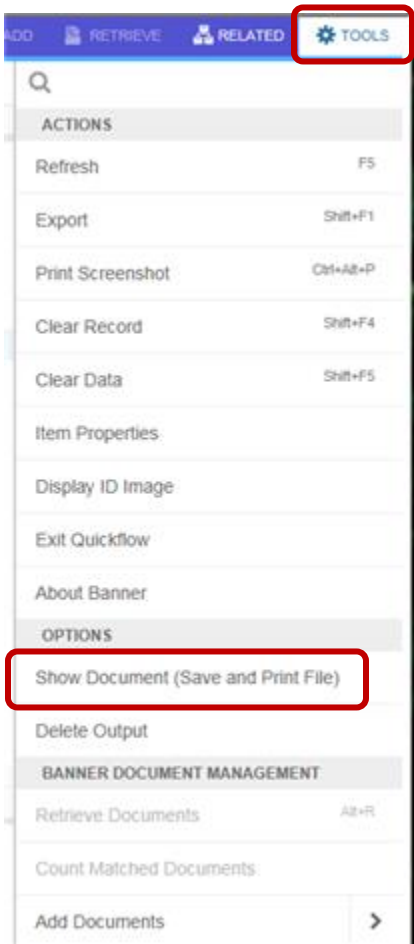 ADD RETRIEVE RELATED TOOLS
ACTIONS
Refresh F5
Export Shift+F1
Print Screenshot Ctrl+Alt+P
Clear Record Shift+F4
Clear Data Shift+F5
Item Properties
Display ID Image
Exit Quickflow
About Banner
OPTIONS
Show Document (Save and Print File)
Delete Output
BANNER DOCUMENT MANAGEMENT
Retrieve Documents Alt+R
Count Matched Documents
Add Documents